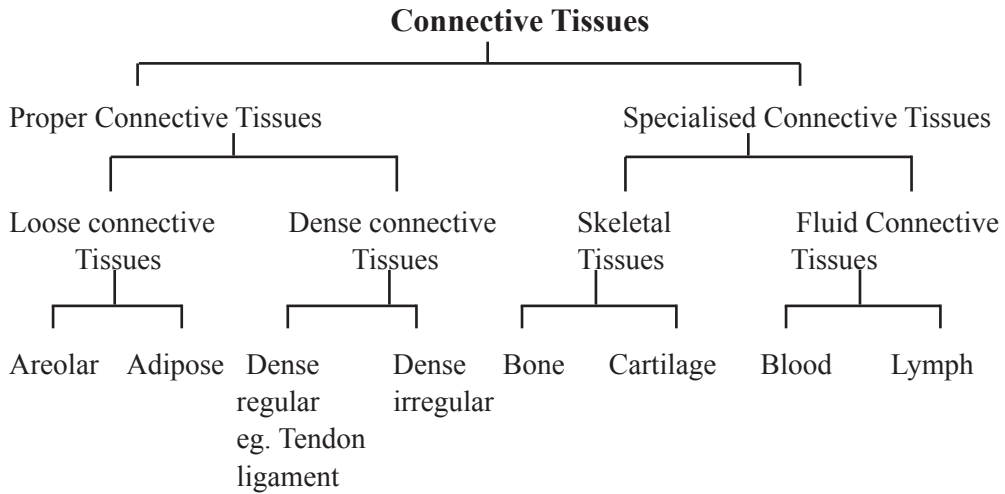 Connective Tissues
Proper Connective Tissues
Specialised Connective Tissues
Loose connective
Tissues
Dense connective
Tissues
Skeletal
Tissues
Fluid Connective
Tissues
Areolar
Adipose
Dense
regular
eg. Tendon
ligament
Dense
irregular
Bone
Cartilage
Blood
Lymph